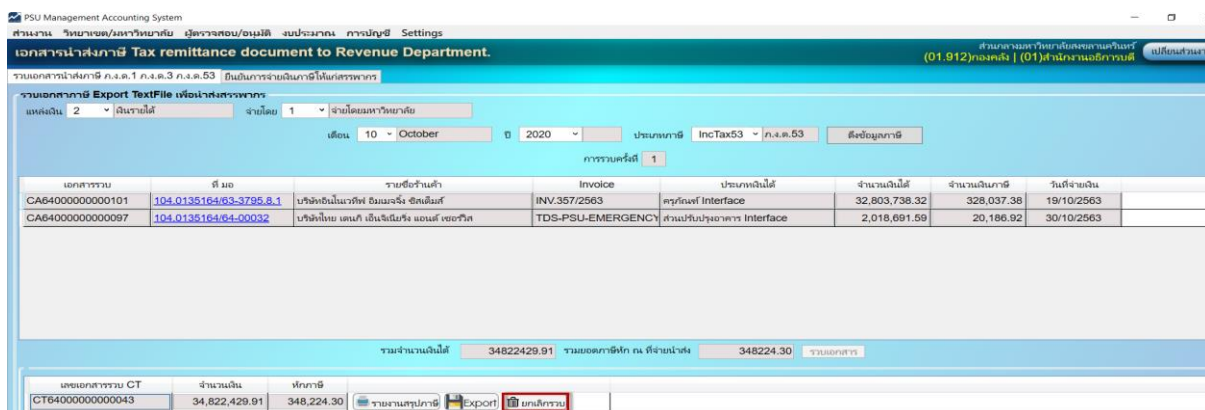 PSU Management Accounting System
ส่วนงาน วิทยาเขต/มหาวิทยาลัย ผู้ตรวจสอบ/อนุมัติ งบประมาณ การบัญชี Settings
เอกสารนำส่งภาษี Tax remittance document to Revenue Department.
ส่วนกลางมหาวิทยาลัยสงขลานครินทร์
(01.912)กองคลัง | (01)สำนักงานอธิการบดี
เปลี่ยนส่วนงา
รวบเอกสารนำส่งภาษี ภ.ง.ด.1 ภ.ง.ด.3 ภ.ง.ด.53 ยืนยันการจ่ายเงินภาษีให้แก่สรรพากร
รวบเอกสาภาษี Export TextFile เพื่อนำส่งสรรพากร
แหล่งเงิน 2 เงินรายได้ จ่ายโดย 1 จ่ายโดยมหาวิทยาลัย
เดือน 10 October ปี 2020 ประเภทภาษี IncTax53 ภ.ง.ด.53 ดึงข้อมูลภาษี
การรวบครั้งที่ 1
เอกสารรวบ ที่ มอ รายชื่อร้านค้า Invoice ประเภทเงินได้ จำนวนเงินได้ จำนวนเงินภาษี วันที่จ่ายเงิน
CA64000000000101 104.0135164/63-3795.8.1 บริษัทอินโนเวทีฟ อิมเมจจิ้ง ซิสเต็มส์ INV.357/2563 ครุภัณฑ์ Interface 32,803,738.32 328,037.38 19/10/2563
CA64000000000097 104.0135164/64-00032 บริษัทไทย เดนกิ เอ็นจิเนียริ่ง แอนด์ เซอร์วิส TDS-PSU-EMERGENCY ส่วนปรับปรุงอาคาร Interface 2,018,691.59 20,186.92 30/10/2563
รวมจำนวนเงินได้ 34822429.91 รวมยอดภาษีหัก ณ ที่จ่ายนำส่ง 348224.30 รวบเอกสาร
เลขเอกสารรวบ CT จำนวนเงิน หักภาษี
CT64000000000043 34,822,429.91 348,224.30 รายงานสรุปภาษี Export ยกเลิกรวบ